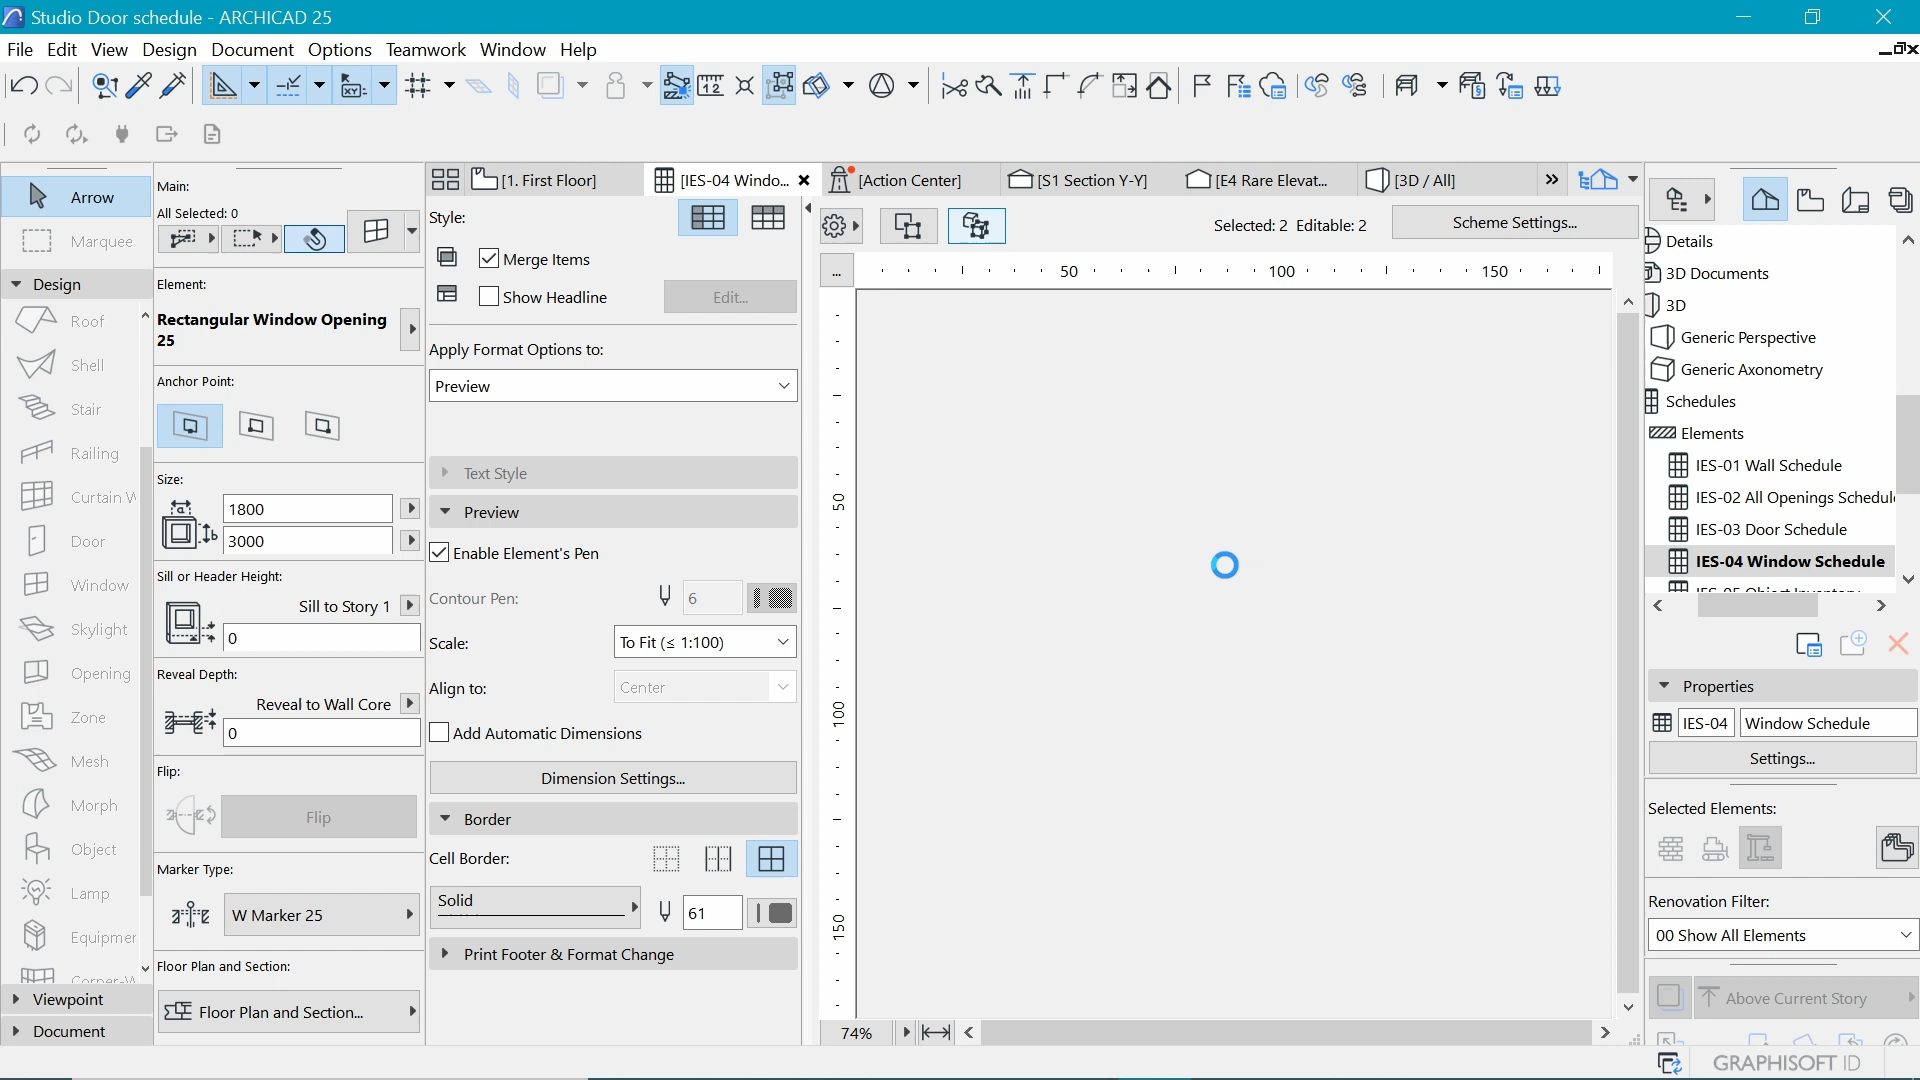 Studio Door schedule - ARCHICAD 25
File Edit View Design Document Options Teamwork Window Help
Arrow
Marquee
Design
Roof
Shell
Stair
Railing
Curtain W
Door
Window
Skylight
Opening
Zone
Mesh
Morph
Object
Lamp
Equipmer
Corner-W
Viewpoint
Document
Main:
All Selected: 0
Element:
Rectangular Window Opening
25
Anchor Point:
Size:
a
1800
b
3000
Sill or Header Height:
Sill to Story 1
0
Reveal Depth:
Reveal to Wall Core
0
Flip:
Flip
Marker Type:
W Marker 25
Floor Plan and Section:
Floor Plan and Section...
[1. First Floor]
[IES-04 Windo...
[Action Center]
[S1 Section Y-Y]
[E4 Rare Elevat...
[3D / All]
Style:
Merge Items
Show Headline
Edit...
Apply Format Options to:
Preview
Text Style
Preview
Enable Element's Pen
Contour Pen:
6
Scale:
To Fit (≤ 1:100)
Align to:
Center
Add Automatic Dimensions
Dimension Settings...
Border
Cell Border:
Solid
61
Print Footer & Format Change
Selected: 2 Editable: 2
Scheme Settings...
...
50 100 150
50
100
150
74%
Details
3D Documents
3D
Generic Perspective
Generic Axonometry
Schedules
Elements
IES-01 Wall Schedule
IES-02 All Openings Schedul
IES-03 Door Schedule
IES-04 Window Schedule
IES-05 Object Inventory
Properties
IES-04
Window Schedule
Settings...
Selected Elements:
Renovation Filter:
00 Show All Elements
Above Current Story
GRAPHISOFT ID